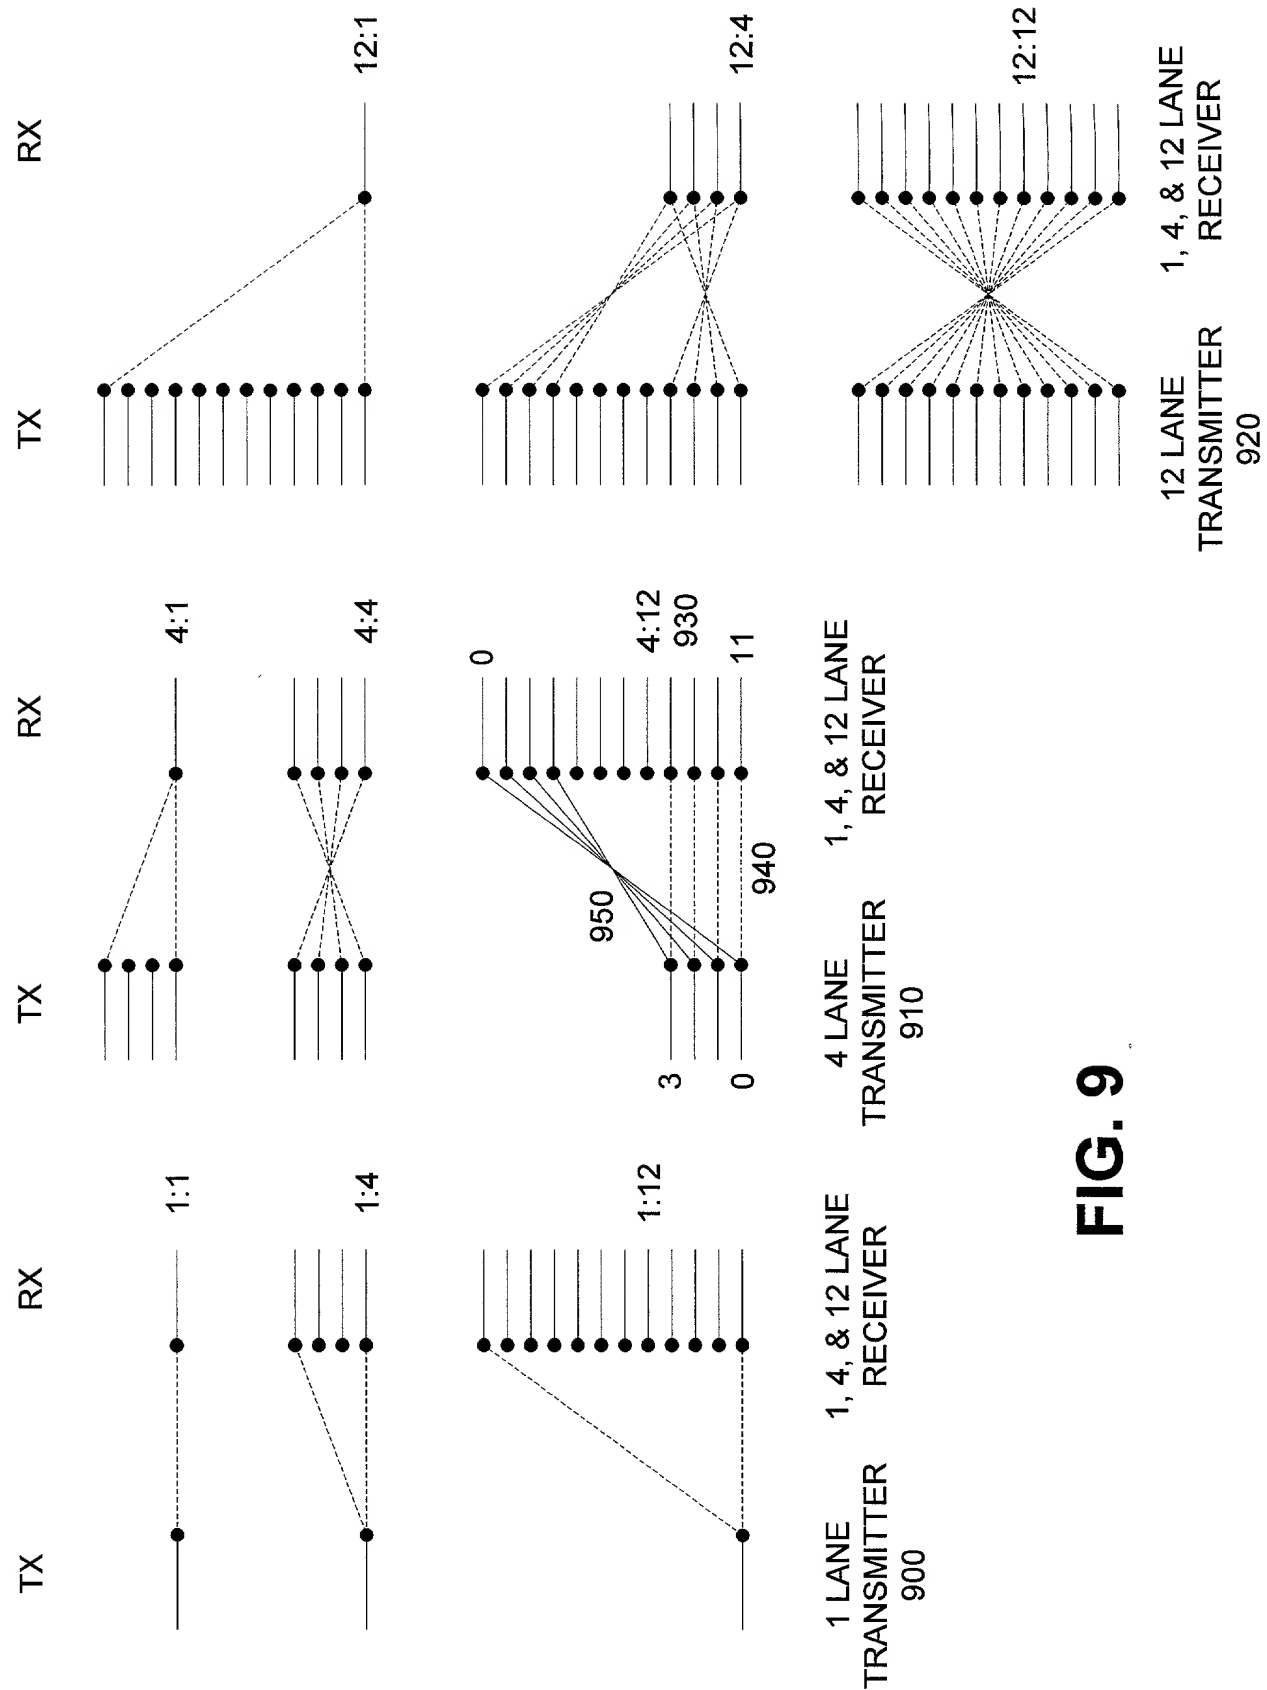 TX
RX
1:1
1:4
1:12
1 LANE
TRANSMITTER
900
1, 4, & 12 LANE
RECEIVER
TX
RX
4:1
4:4
0
4:12
930
11
950
940
3
0
4 LANE
TRANSMITTER
910
1, 4, & 12 LANE
RECEIVER
TX
RX
12:1
12:4
12:12
12 LANE
TRANSMITTER
920
1, 4, & 12 LANE
RECEIVER
FIG. 9